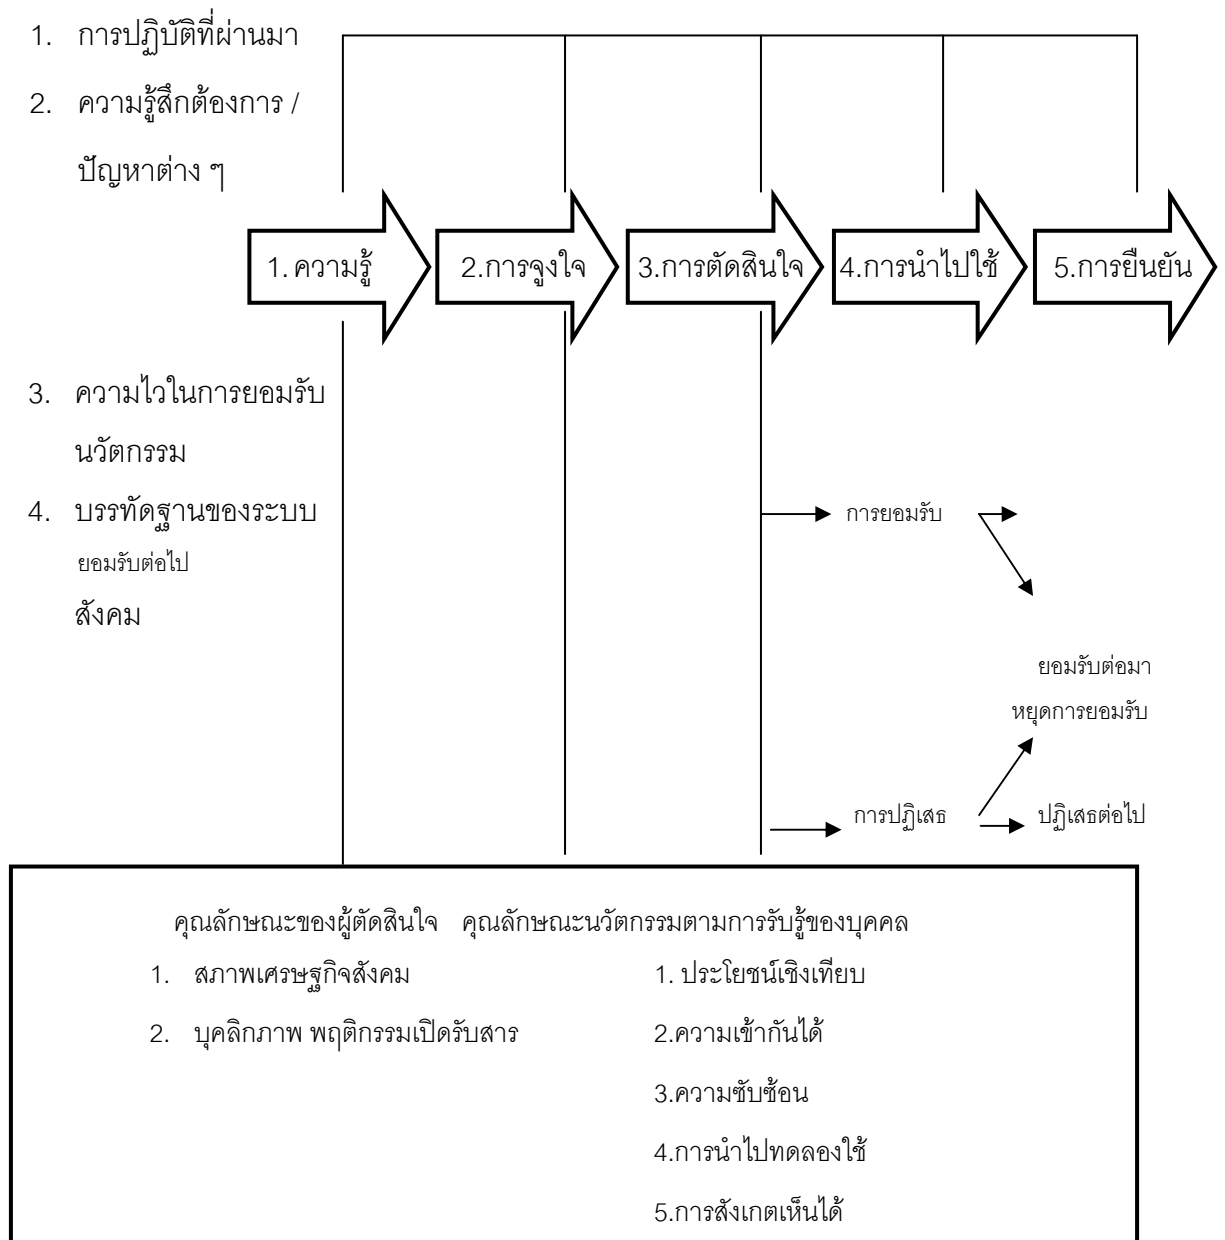 1. การปฏิบัติที่ผ่านมา
2. ความรู้สึกต้องการ /
ปัญหาต่าง ๆ
1. ความรู้
2.การจูงใจ
3.การตัดสินใจ
4.การนำไปใช้
5.การยืนยัน
3. ความไวในการยอมรับ
นวัตกรรม
4. บรรทัดฐานของระบบ
ยอมรับต่อไป
สังคม
การยอมรับ
ยอมรับต่อมา
หยุดการยอมรับ
การปฏิเสธ
ปฏิเสธต่อไป
คุณลักษณะของผู้ตัดสินใจ คุณลักษณะนวัตกรรมตามการรับรู้ของบุคคล
1. สภาพเศรษฐกิจสังคม
1. ประโยชน์เชิงเทียบ
2. บุคลิกภาพ พฤติกรรมเปิดรับสาร
2.ความเข้ากันได้
3.ความซับซ้อน
4.การนำไปทดลองใช้
5.การสังเกตเห็นได้